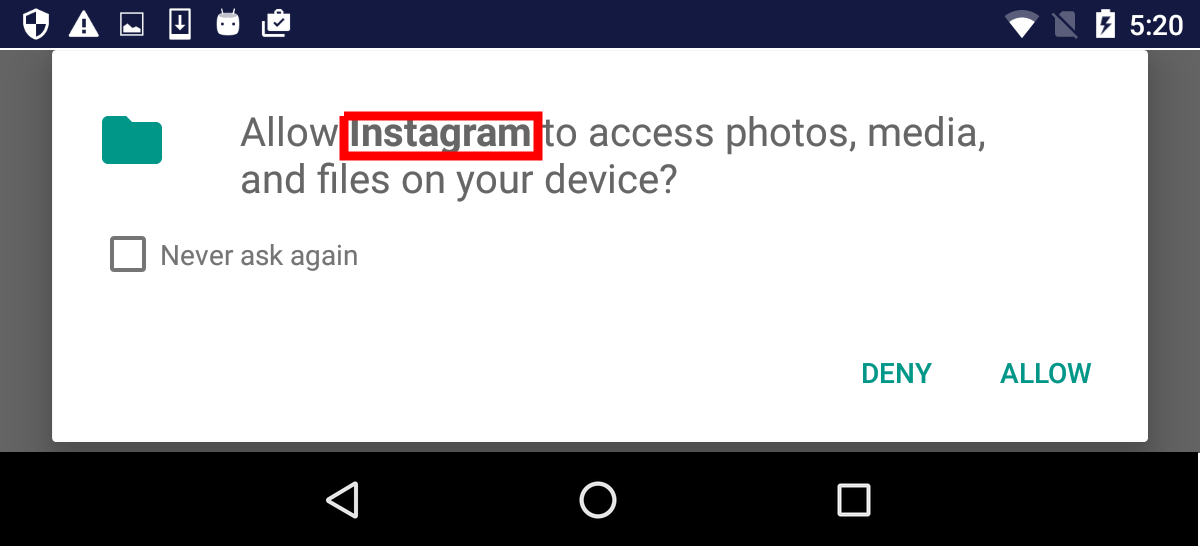 5:20
Allow Instagram to access photos, media,
and files on your device?
Never ask again
DENY ALLOW